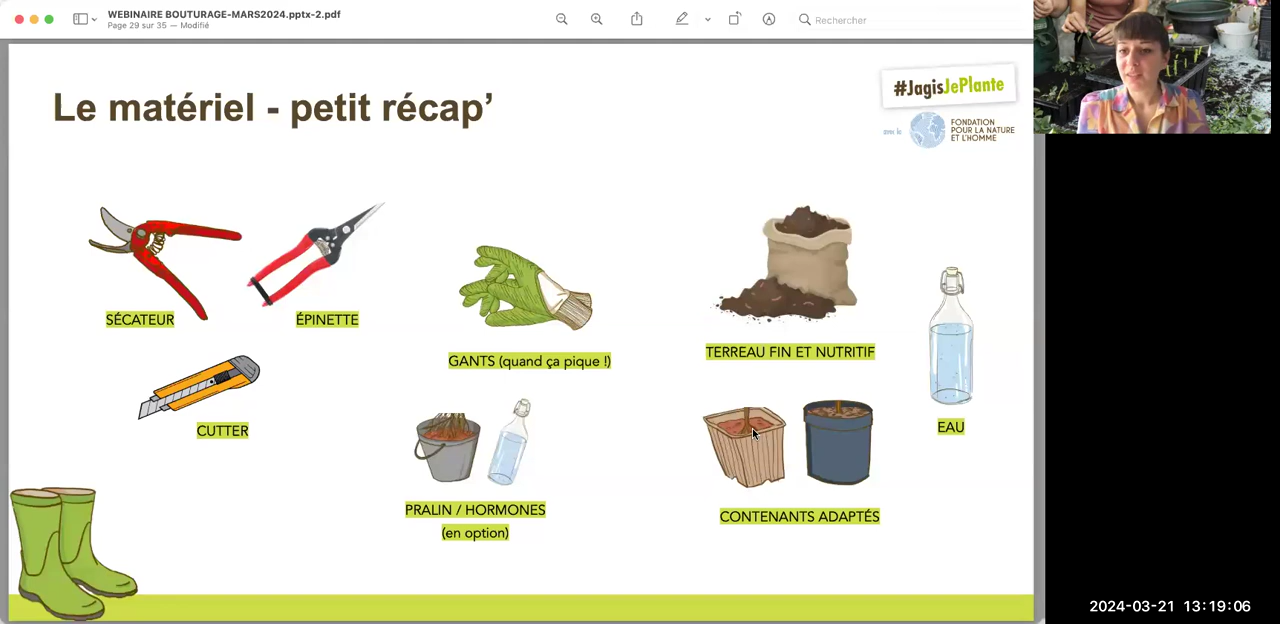 WEBINAIRE BOUTURAGE-MARS2024.pptx-2.pdf
Page 29 sur 35 — Modifié
Rechercher
#JagisJePlante
avec la
FONDATION
POUR LA NATURE
ET L'HOMME
Le matériel - petit récap’
SÉCATEUR
ÉPINETTE
GANTS (quand ça pique !)
TERREAU FIN ET NUTRITIF
CUTTER
EAU
PRALIN / HORMONES
(en option)
CONTENANTS ADAPTÉS
2024-03-21 13:19:06